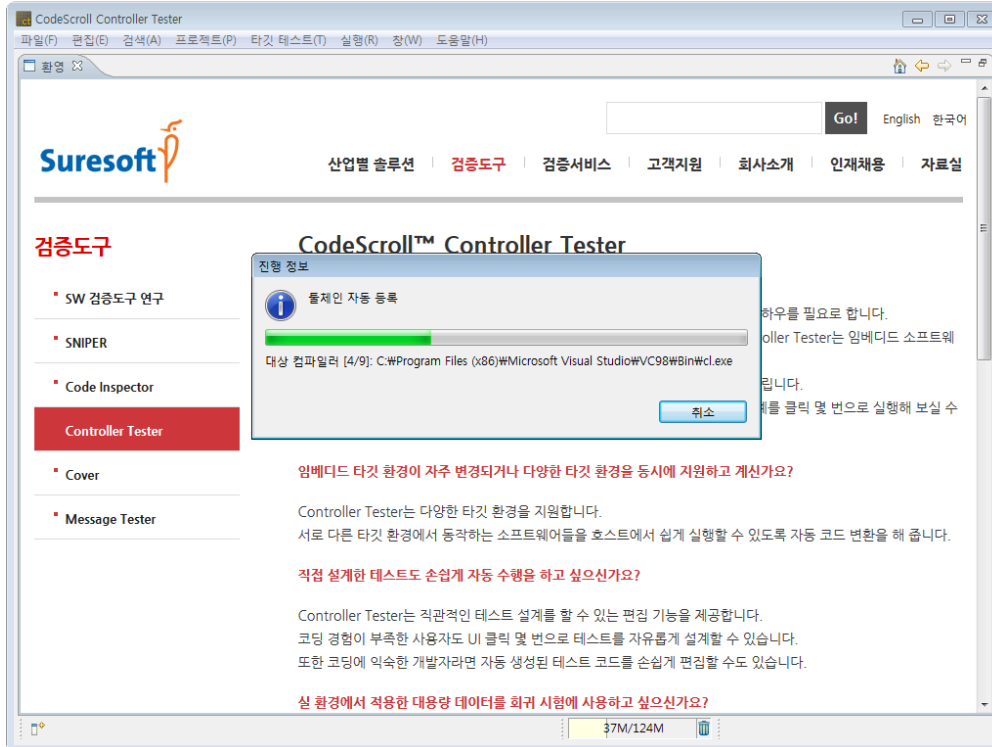 CodeScroll Controller Tester
파일(F) 편집(E) 검색(A) 프로젝트(P) 타깃 테스트(T) 실행(R) 창(W) 도움말(H)
환영
Go! English 한국어
Suresoft
산업별 솔루션 검증도구 검증서비스 고객지원 회사소개 인재채용 자료실
검증도구
SW 검증도구 연구
SNIPER
Code Inspector
Controller Tester
Cover
Message Tester
CodeScroll™ Controller Tester
진행 정보
툴체인 자동 등록
대상 컴파일러 [4/9]: C:₩Program Files (x86)₩Microsoft Visual Studio₩VC98₩Bin₩cl.exe
취소
하우를 필요로 합니다.
oller Tester는 임베디드 소프트웨
립니다.
를 클릭 몇 번으로 실행해 보실 수
임베디드 타깃 환경이 자주 변경되거나 다양한 타깃 환경을 동시에 지원하고 계신가요?
Controller Tester는 다양한 타깃 환경을 지원합니다.
서로 다른 타깃 환경에서 동작하는 소프트웨어들을 호스트에서 쉽게 실행할 수 있도록 자동 코드 변환을 해 줍니다.
직접 설계한 테스트도 손쉽게 자동 수행을 하고 싶으신가요?
Controller Tester는 직관적인 테스트 설계를 할 수 있는 편집 기능을 제공합니다.
코딩 경험이 부족한 사용자도 UI 클릭 몇 번으로 테스트를 자유롭게 설계할 수 있습니다.
또한 코딩에 익숙한 개발자라면 자동 생성된 테스트 코드를 손쉽게 편집할 수도 있습니다.
실 환경에서 적용한 대용량 데이터를 회귀 시험에 사용하고 싶으신가요?
37M/124M